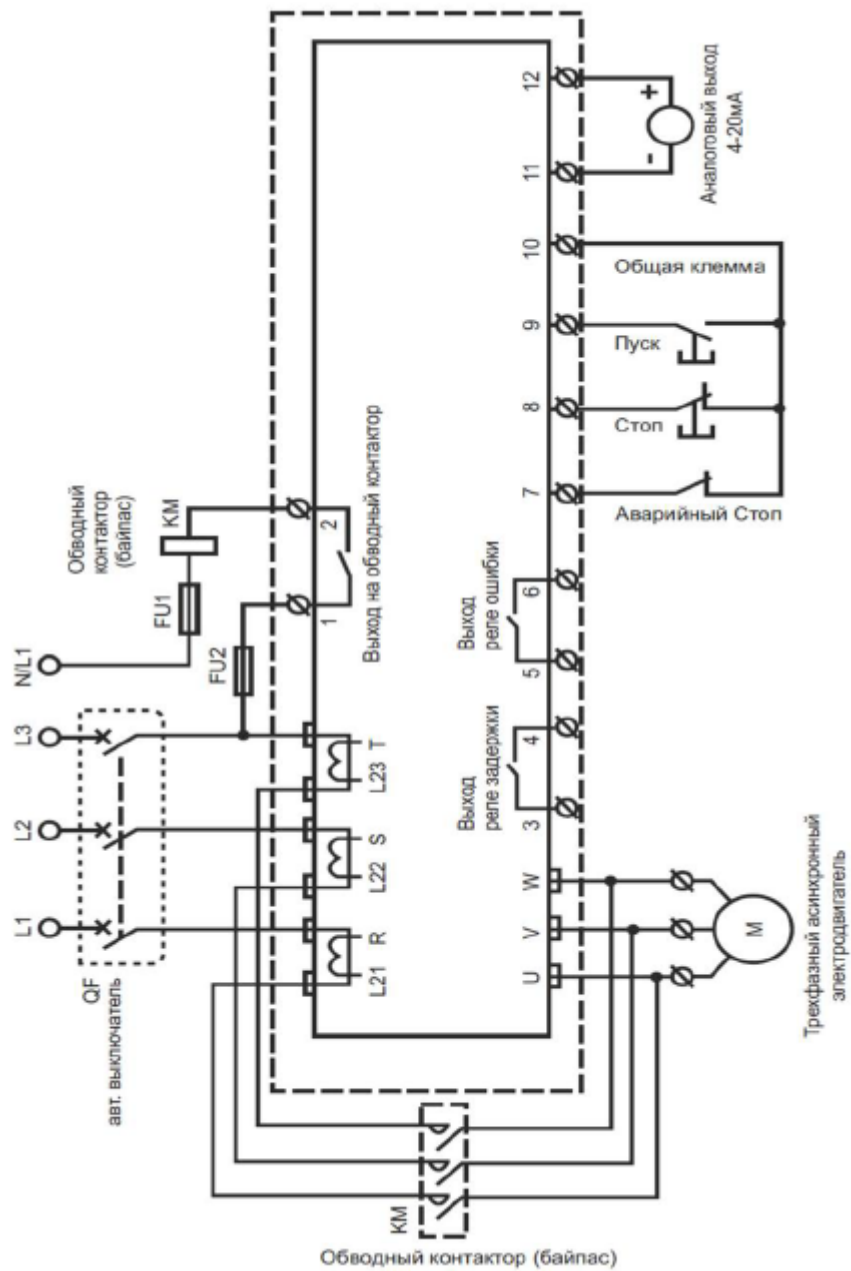 L1
L2
L3
N/L1
QF
авт. выключатель
Обводный
контактор
(байпас)
KM
FU1
FU2
1
2
Выход на обводный контактор
L21
R
L22
S
L23
T
U
V
W
3
4
Выход
реле задержки
5
6
Выход
реле ошибки
7
8
9
10
11
12
Аварийный Стоп
Стоп
Пуск
Общая клемма
-
+
Аналоговый выход
4-20мА
M
Трехфазный асинхронный
электродвигатель
KM
Обводный контактор (байпас)